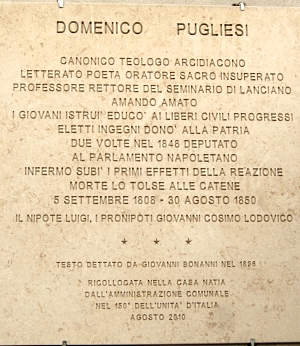 DOMENICO PUGLIESI
CANONICO TEOLOGO ARCIDIACONO
LETTERATO POETA ORATORE SACRO INSUPERATO
PROFESSORE RETTORE DEL SEMINARIO DI LANCIANO
AMANDO AMATO
I GIOVANI ISTRUI' EDUCO' AI LIBERI CIVILI PROGRESSI
ELETTI INGEGNI DONO' ALLA PATRIA
DUE VOLTE NEL 1848 DEPUTATO
AL PARLAMENTO NAPOLETANO
INFERMO SUBI' I PRIMI EFFETTI DELLA REAZIONE
MORTE LO TOLSE ALLE CATENE
5 SETTEMBRE 1808 - 30 AGOSTO 1850
IL NIPOTE LUIGI, I PRONIPOTI GIOVANNI COSIMO LODOVICO
* * *
TESTO DETTATO DA GIOVANNI BONANNI NEL 1896
RICOLLOCATA NELLA CASA NATIA
DALL'AMMINISTRAZIONE COMUNALE
NEL 150° DELL'UNITA' D'ITALIA
AGOSTO 2010